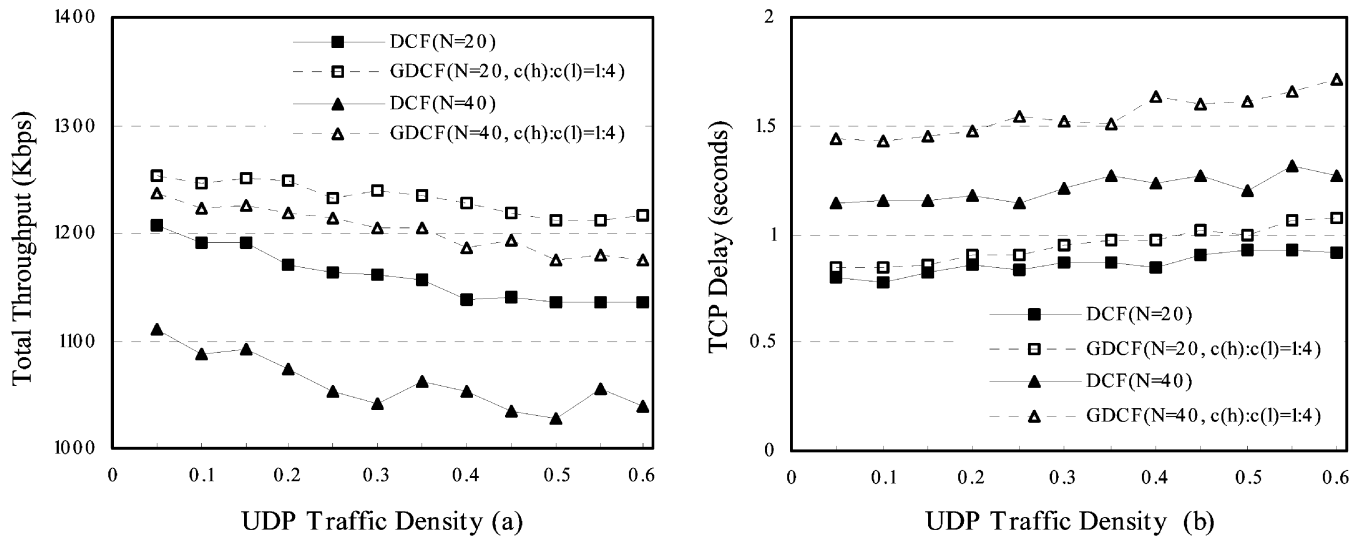 1400
1300
1200
1100
1000
Total Throughput (Kbps)
DCF(N=20)
GDCF(N=20, c(h):c(l)=1:4)
DCF(N=40)
GDCF(N=40, c(h):c(l)=1:4)
0 0.1 0.2 0.3 0.4 0.5 0.6
UDP Traffic Density (a)
2
1.5
1
0.5
0
TCP Delay (seconds)
DCF(N=20)
GDCF(N=20, c(h):c(l)=1:4)
DCF(N=40)
GDCF(N=40, c(h):c(l)=1:4)
0 0.1 0.2 0.3 0.4 0.5 0.6
UDP Traffic Density (b)